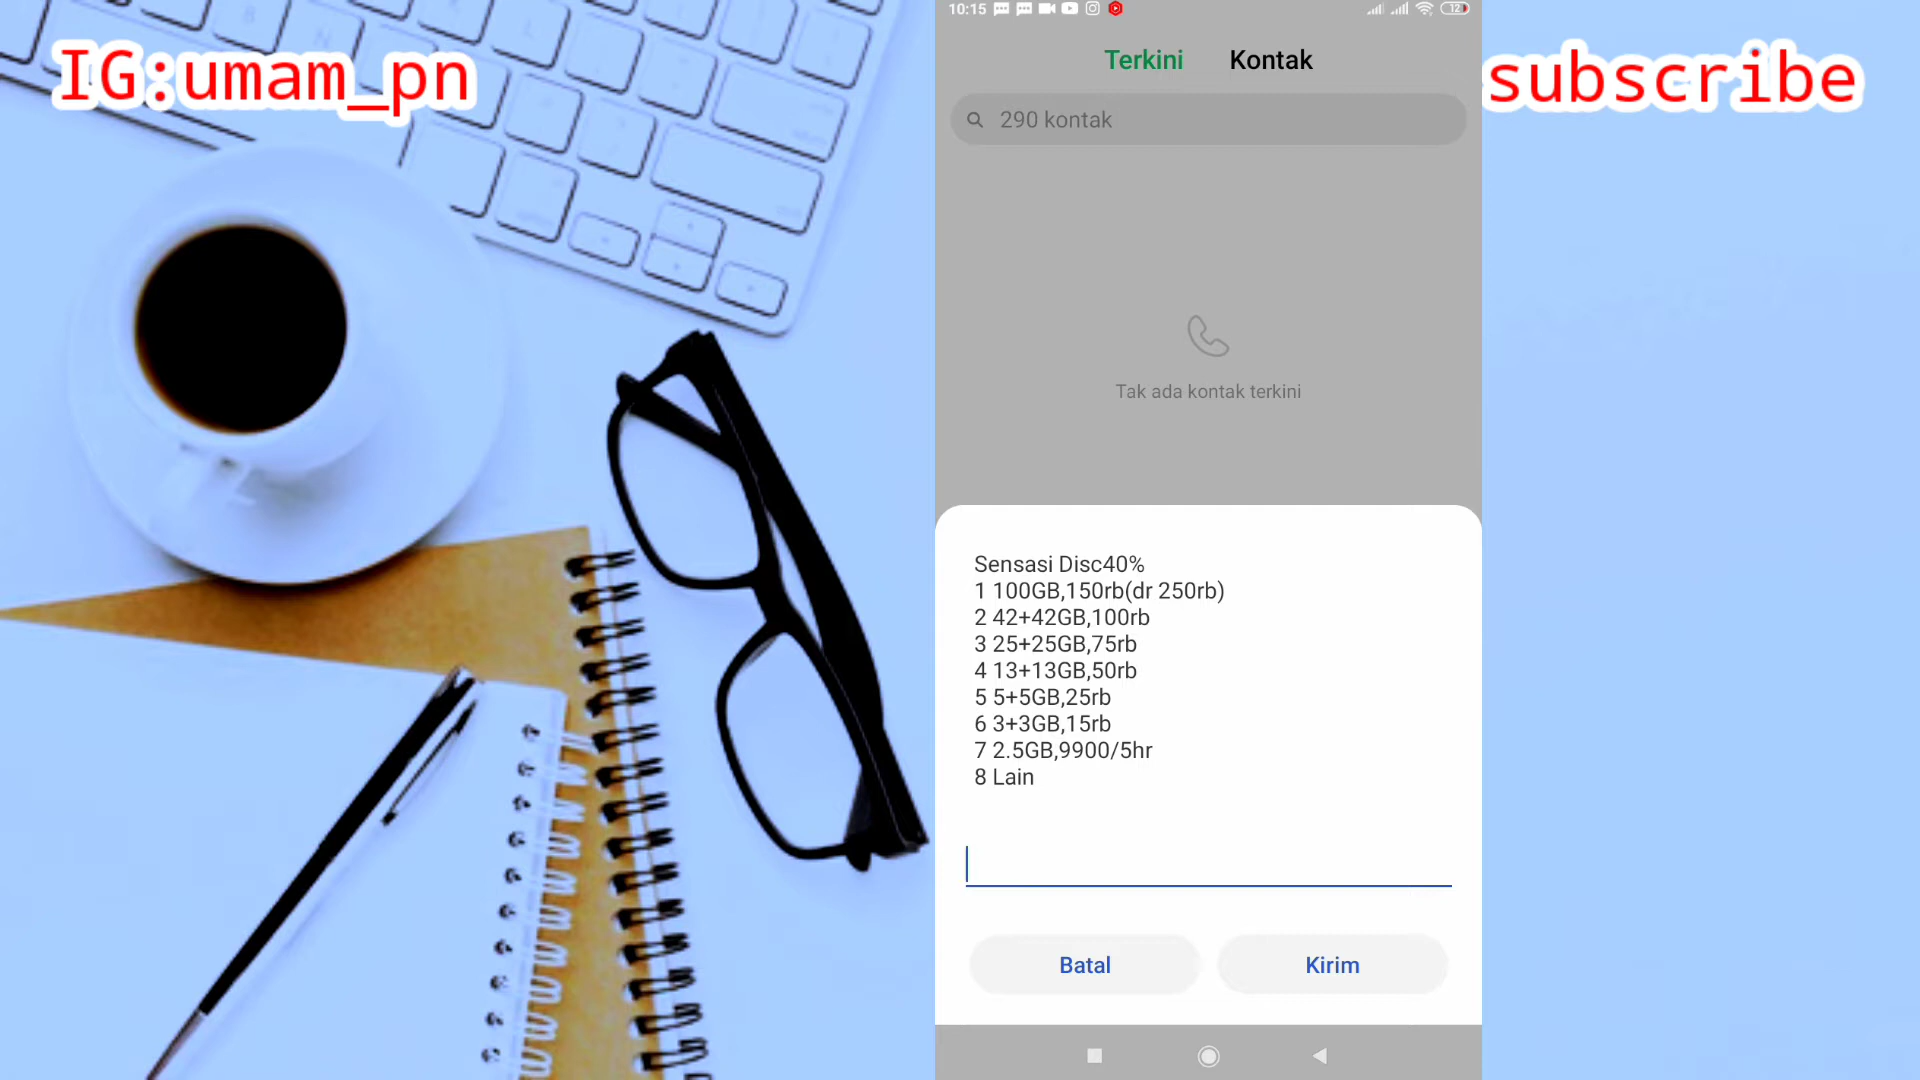 IG:umam_pn
subscribe
10:15
12
Terkini Kontak
290 kontak
Tak ada kontak terkini
Sensasi Disc40%
1 100GB,150rb(dr 250rb)
2 42+42GB,100rb
3 25+25GB,75rb
4 13+13GB,50rb
5 5+5GB,25rb
6 3+3GB,15rb
7 2.5GB,9900/5hr
8 Lain
Batal Kirim